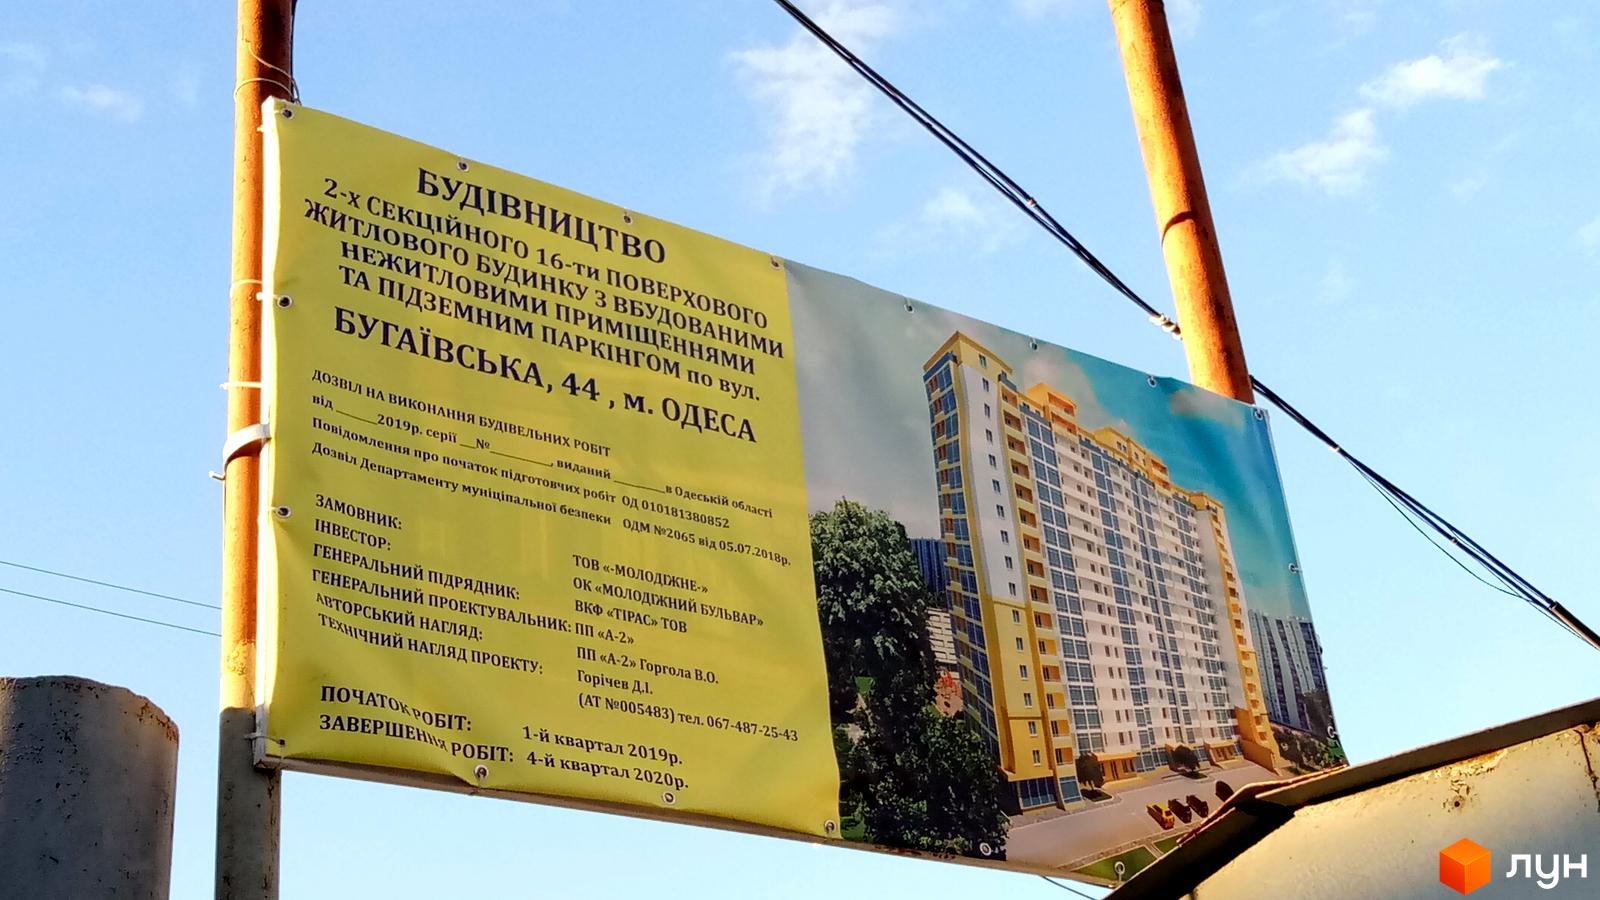 БУДІВНИЦТВО
2-х СЕКЦІЙНОГО 16-ти ПОВЕРХОВОГО
ЖИТЛОВОГО БУДИНКУ З ВБУДОВАНИМИ
НЕЖИТЛОВИМИ ПРИМІЩЕННЯМИ
ТА ПІДЗЕМНИМ ПАРКІНГОМ по вул.
БУГАЇВСЬКА, 44 , м. ОДЕСА
ДОЗВІЛ НА ВИКОНАННЯ БУДІВЕЛЬНИХ РОБІТ
від ______2019р. серії __№________, виданий _______в Одеській області
Повідомлення про початок підготовчих робіт ОД 010181380852
Дозвіл Департаменту муніципальної безпеки ОДМ №2065 від 05.07.2018р.
ЗАМОВНИК: ТОВ «-МОЛОДІЖНЕ-»
ІНВЕСТОР: ОК «МОЛОДІЖНИЙ БУЛЬВАР»
ГЕНЕРАЛЬНИЙ ПІДРЯДНИК: ВКФ «ТІРАС» ТОВ
ГЕНЕРАЛЬНИЙ ПРОЕКТУВАЛЬНИК: ПП «А-2»
АВТОРСЬКИЙ НАГЛЯД: ПП «А-2» Горгола В.О.
ТЕХНІЧНИЙ НАГЛЯД ПРОЕКТУ: Горічев Д.І.
(АТ №005483) тел. 067-487-25-43
ПОЧАТОК РОБІТ: 1-й квартал 2019р.
ЗАВЕРШЕННЯ РОБІТ: 4-й квартал 2020р.
лун